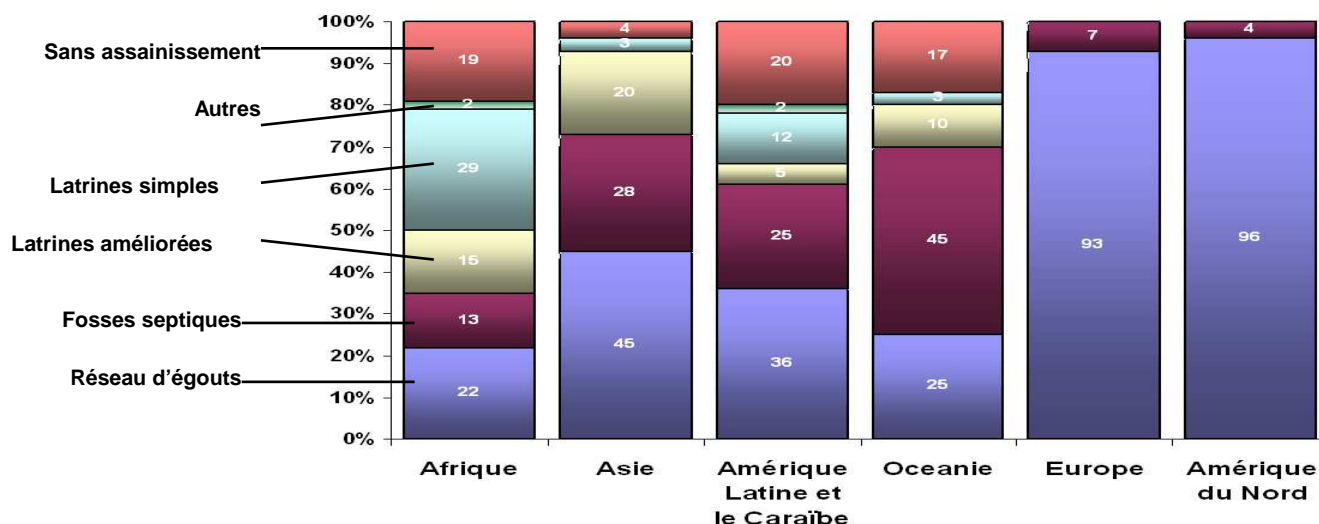 100%
90%
80%
70%
60%
50%
40%
30%
20%
10%
0%
Sans assainissement
Autres
Latrines simples
Latrines améliorées
Fosses septiques
Réseau d'égouts
19
2
29
15
13
22
4
3
20
28
45
20
2
12
5
25
36
17
3
10
45
25
7
93
4
96
Afrique
Asie
Amérique
Latine et
le Caraïbe
Oceanie
Europe
Amérique
du Nord